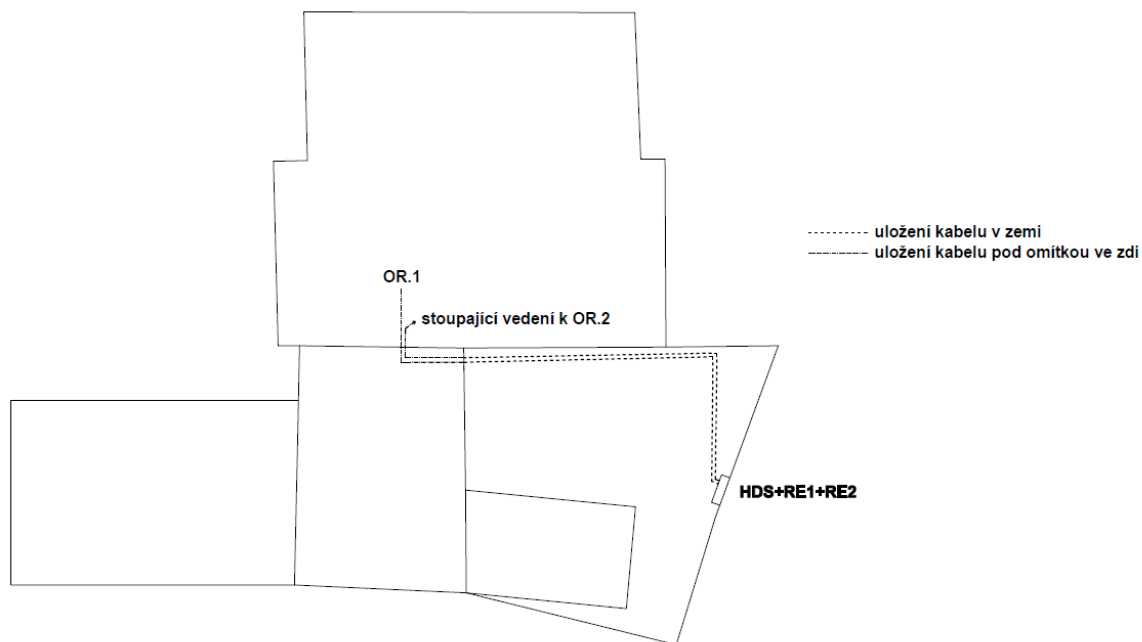 uložení kabelu v zemi
uložení kabelu pod omítkou ve zdi
OR.1
stoupající vedení k OR.2
HDS+RE1+RE2